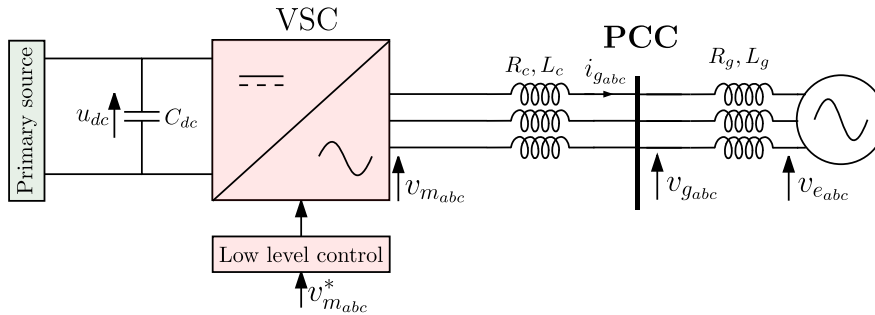 VSC
PCC
Primary source
u_{dc}
C_{dc}
R_c, L_c
i_{g_{abc}}
R_g, L_g
v_{m_{abc}}
v_{g_{abc}}
v_{e_{abc}}
Low level control
v^*_{m_{abc}}